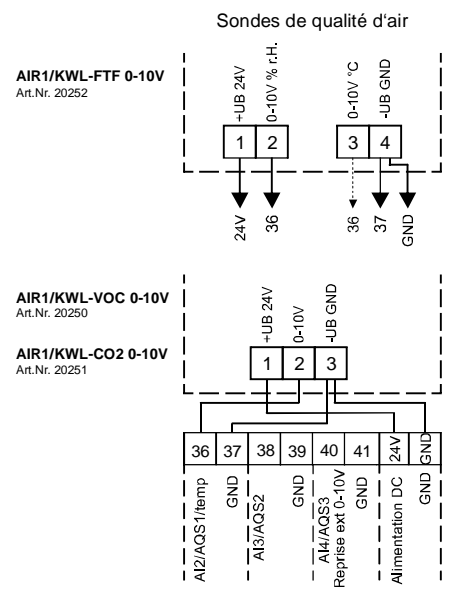 Sondes de qualité d‘air
AIR1/KWL-FTF 0-10V
Art.Nr. 20252
+UB 24V
0-10V % r.H.
0-10V °C
-UB GND
1 2 3 4
24V
36
36
37
GND
AIR1/KWL-VOC 0-10V
Art.Nr. 20250
AIR1/KWL-CO2 0-10V
Art.Nr. 20251
+UB 24V
0-10V
-UB GND
1 2 3
36 37 38 39 40 41 24V GND
AI2/AQS1/temp
GND
AI3/AQS2
GND
AI4/AQS3
Reprise ext 0-10V
GND
Alimentation DC
GND